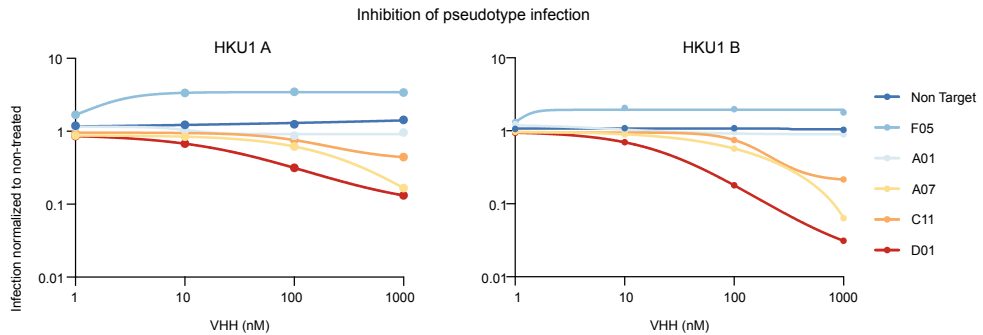 Inhibition of pseudotype infection
HKU1 A
HKU1 B
Infection normalized to non-treated
10
1
0.1
0.01
1
10
100
1000
VHH (nM)
10
1
0.1
0.01
1
10
100
1000
VHH (nM)
Non Target
F05
A01
A07
C11
D01